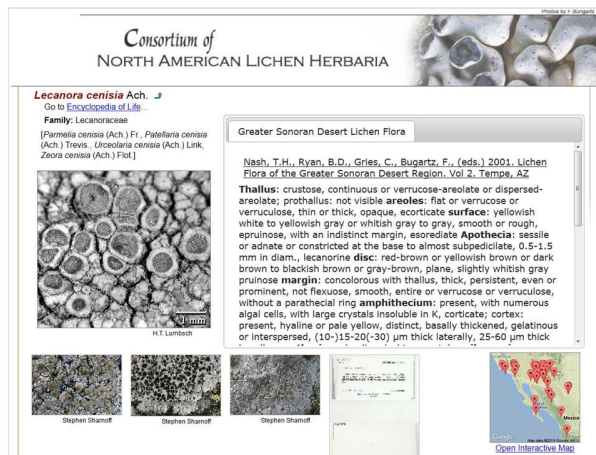 Photos by F. Bungartz
Consortium of
NORTH AMERICAN LICHEN HERBARIA
Lecanora cenisia Ach.
Go to Encyclopedia of Life...
Family: Lecanoraceae
[Parmelia cenisia (Ach.) Fr., Patellaria cenisia
(Ach.) Trevis., Urceolaria cenisia (Ach.) Link,
Zeora cenisia (Ach.) Flot.]
1 mm
H.T. Lumbsch
Greater Sonoran Desert Lichen Flora
Nash, T.H., Ryan, B.D., Gries, C., Bugartz, F., (eds.) 2001. Lichen
Flora of the Greater Sonoran Desert Region. Vol 2. Tempe, AZ
Thallus: crustose, continuous or verrucose-areolate or dispersed-
areolate; prothallus: not visible areoles: flat or verrucose or
verruculose, thin or thick, opaque, ecorticate surface: yellowish
white to yellowish gray or whitish gray to gray, smooth or rough,
epruinose, with an indistinct margin, esorediate Apothecia: sessile
or adnate or constricted at the base to almost subpedicilate, 0.5-1.5
mm in diam., lecanorine disc: red-brown or yellowish brown or dark
brown to blackish brown or gray-brown, plane, slightly whitish gray
pruinose margin: concolorous with thallus, thick, persistent, even or
prominent, not flexuose, smooth, entire or verrucose or verruculose,
without a parathecial ring amphithecium: present, with numerous
algal cells, with large crystals insoluble in K, corticate; cortex:
present, hyaline or pale yellow, distinct, basally thickened, gelatinous
or interspersed, (10-)15-20(-30) µm thick laterally, 25-60 µm thick
Stephen Sharnoff
Stephen Sharnoff
Stephen Sharnoff
Mexico
Google
Open Interactive Map